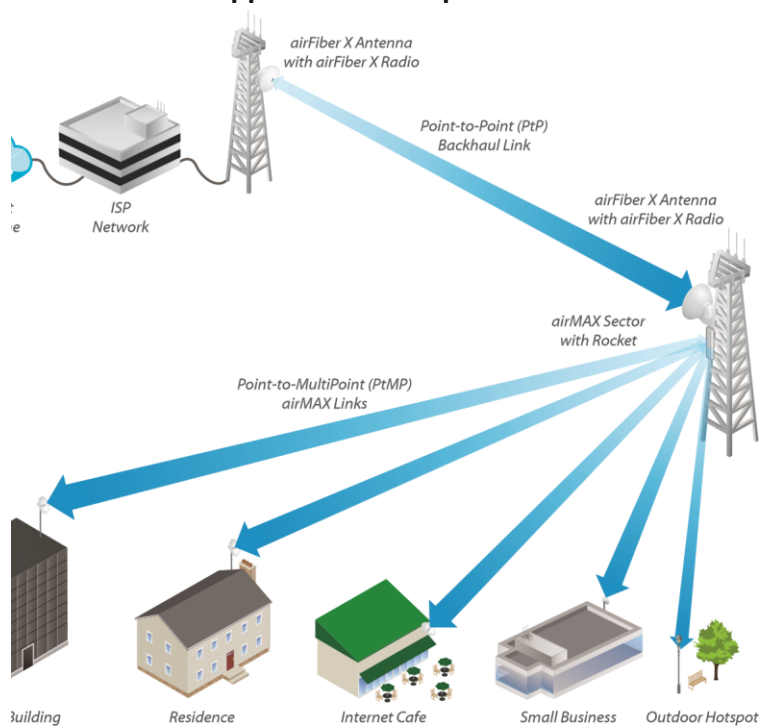 airFiber X Antenna
with airFiber X Radio
Point-to-Point (PtP)
Backhaul Link
ISP
Network
airFiber X Antenna
with airFiber X Radio
airMAX Sector
with Rocket
Point-to-MultiPoint (PtMP)
airMAX Links
Building
Residence
Internet Cafe
Small Business
Outdoor Hotspot